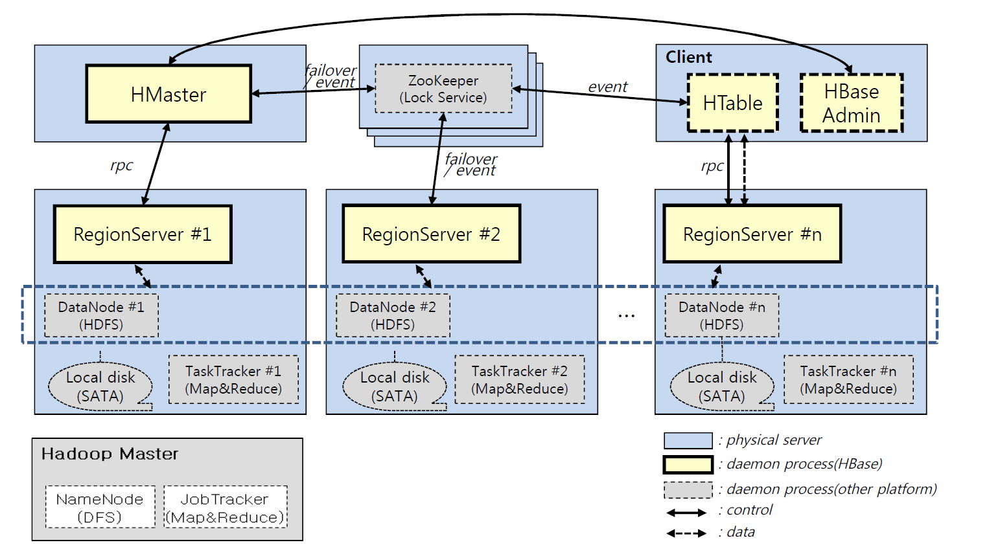 Client
HMaster
failover
/ event
ZooKeeper
(Lock Service)
event
HTable
HBase
Admin
rpc
failover
/ event
rpc
RegionServer #1
RegionServer #2
RegionServer #n
DataNode #1
(HDFS)
DataNode #2
(HDFS)
...
DataNode #n
(HDFS)
Local disk
(SATA)
TaskTracker #1
(Map&Reduce)
Local disk
(SATA)
TaskTracker #2
(Map&Reduce)
Local disk
(SATA)
TaskTracker #n
(Map&Reduce)
Hadoop Master
NameNode
(DFS)
JobTracker
(Map&Reduce)
: physical server
: daemon process(HBase)
: daemon process(other platform)
: control
: data